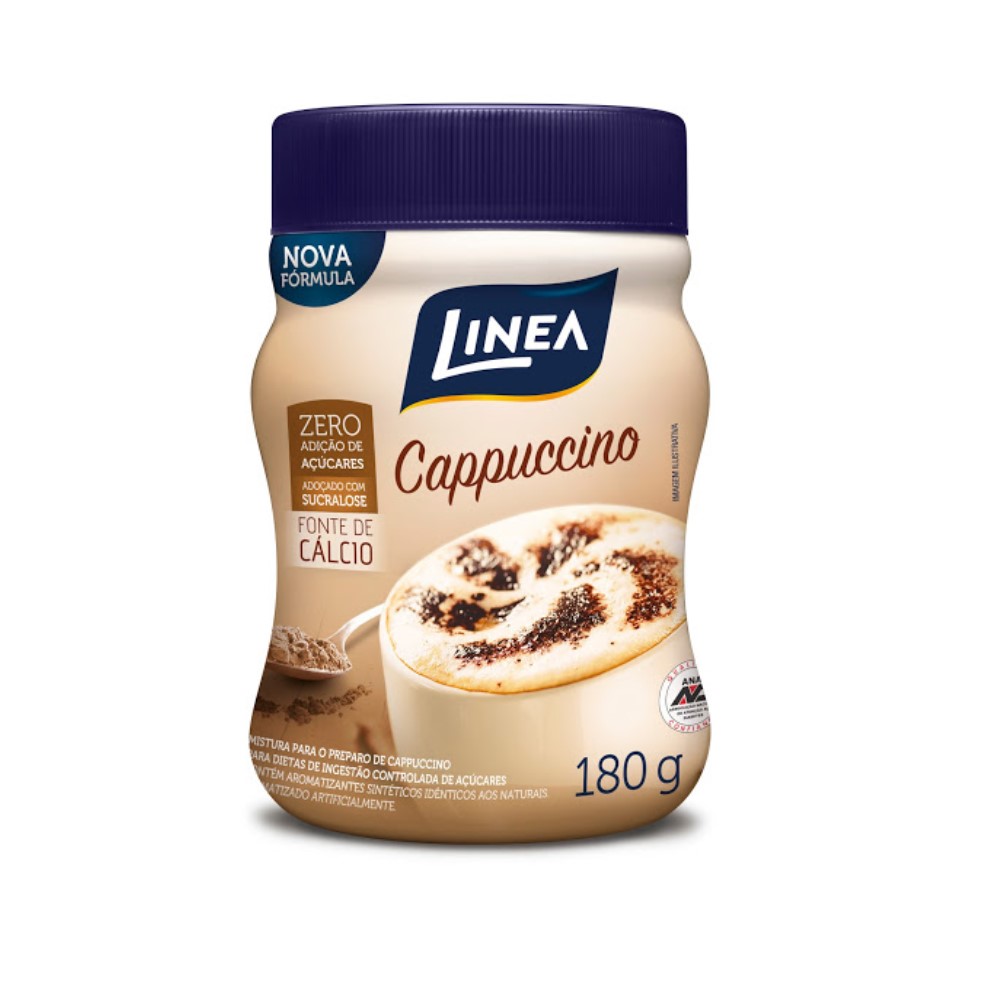 NOVA
FÓRMULA
LINEA
ZERO
ADIÇÃO DE
AÇÚCARES
ADOÇADO COM
SUCRALOSE
FONTE DE
CÁLCIO
Cappuccino
IMAGEM ILUSTRATIVA
ANA
MISTURA PARA O PREPARO DE CAPPUCCINO
PARA DIETAS DE INGESTÃO CONTROLADA DE AÇÚCARES
CONTÉM AROMATIZANTES SINTÉTICOS IDÊNTICOS AOS NATURAIS.
ARTIFICIALMENTE.
180 g